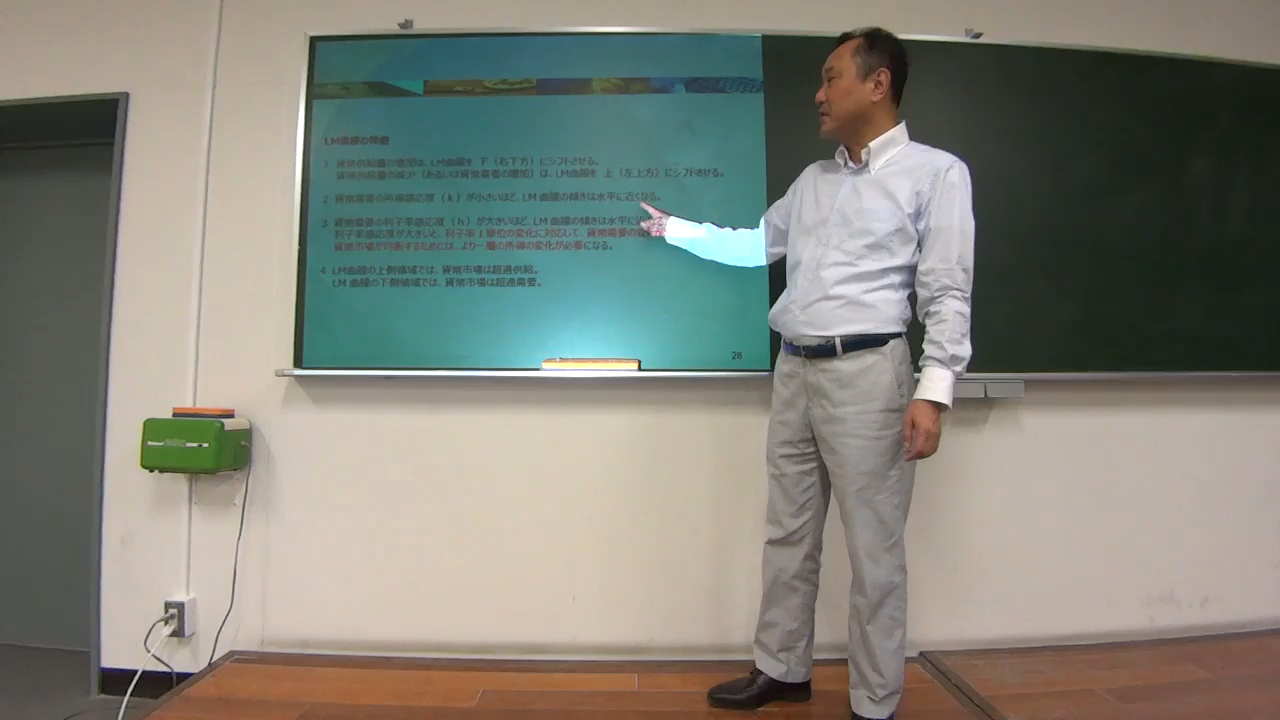 LM曲線の特徴
1 貨幣供給量の増加は、LM曲線を 下（右下方）にシフトさせる。
貨幣供給量の減少（あるいは貨幣需要の増加）は、LM曲線を 上（左上方）にシフトさせる。
2 貨幣需要の所得感応度（k）が小さいほど、LM 曲線の傾きは水平に近くなる。
3 貨幣需要の利子率感応度（h）が大きいほど、LM 曲線の傾きは水平に
利子率感応度が大きいと、利子率１単位の変化に対応して、貨幣需要の
貨幣市場が均衡するためには、より一層の所得の変化が必要になる。
4 LM曲線の上側領域では、貨幣市場は超過供給。
LM 曲線の下側領域では、貨幣市場は超過需要。
28